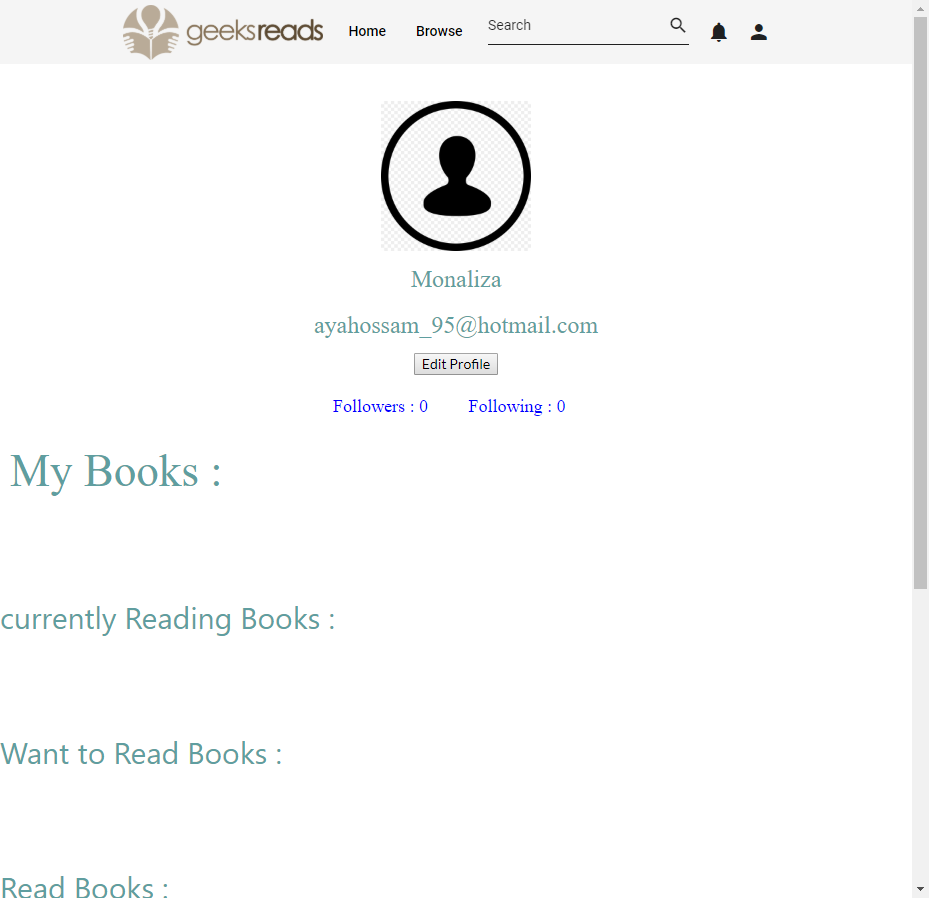 geeksreads Home Browse Search
Monaliza
ayahossam_95@hotmail.com
Edit Profile
Followers : 0 Following : 0
My Books :
currently Reading Books :
Want to Read Books :
Read Books :